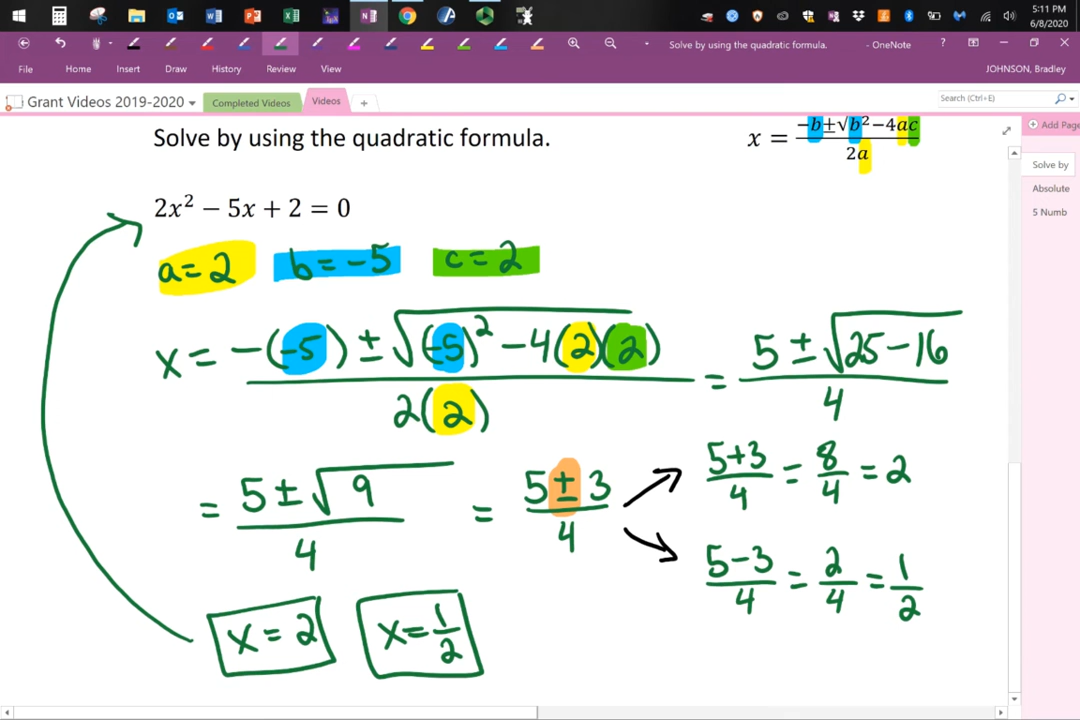 5:11 PM
6/8/2020
Solve by using the quadratic formula. - OneNote
File Home Insert Draw History Review View
JOHNSON, Bradley
Grant Videos 2019-2020 Completed Videos Videos +
Search (Ctrl+E)
Add Page
Solve by using the quadratic formula.
x = (−b±√b²−4ac)/(2a)
Solve by
Absolute
5 Numb
2x² − 5x + 2 = 0
a = 2 b = −5 c = 2
x = (−(−5) ± √((−5)² − 4(2)(2)))/(2(2)) = (5 ± √(25−16))/4
= (5 ± √9)/4 = (5 ± 3)/4
(5+3)/4 = 8/4 = 2
(5−3)/4 = 2/4 = 1/2
x = 2 x = 1/2